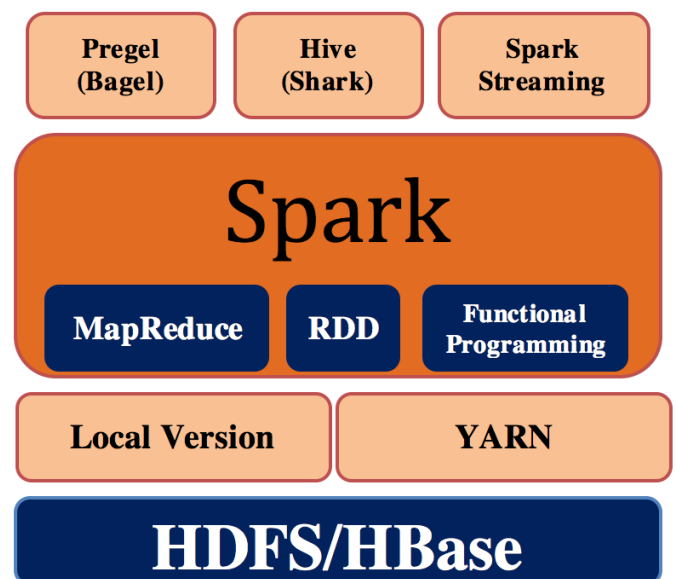 Pregel
(Bagel)
Hive
(Shark)
Spark
Streaming
Spark
MapReduce
RDD
Functional
Programming
Local Version
YARN
HDFS/HBase